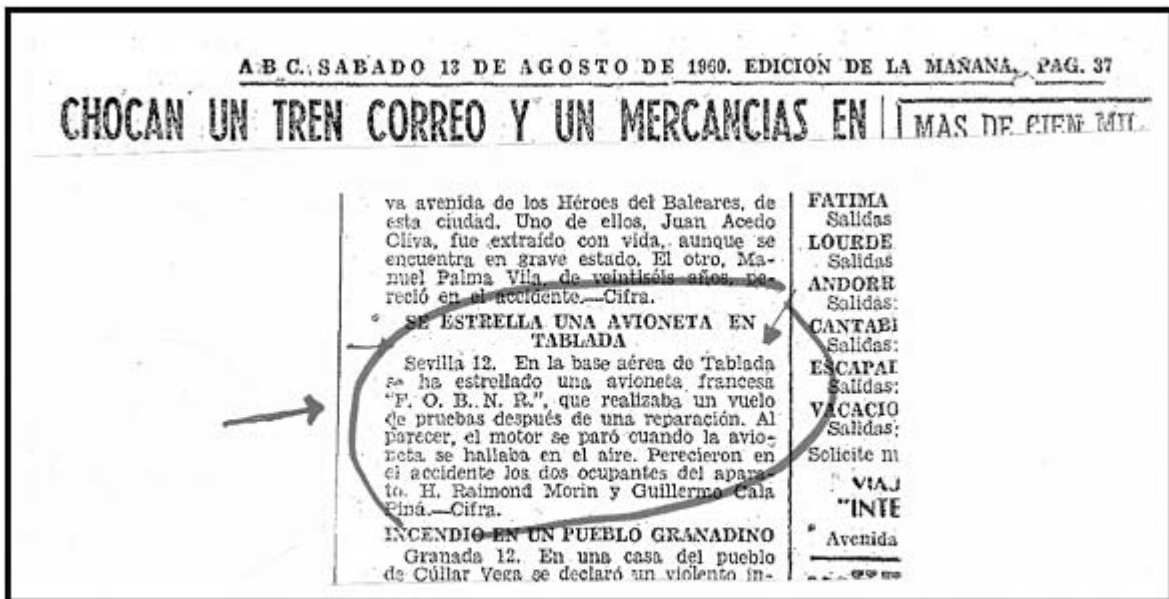 A B C. SABADO 13 DE AGOSTO DE 1960. EDICION DE LA MAÑANA. PAG. 37
CHOCAN UN TREN CORREO Y UN MERCANCIAS EN
MAS DE CIEN MIL
va avenida de los Héroes del Baleares, de
esta ciudad. Uno de ellos, Juan Acedo
Cliva, fue extraído con vida, aunque se
encuentra en grave estado. El otro, Ma-
nuel Palma Vila, de veintiséis años, pe-
reció en el accidente.—Cifra.
SE ESTRELLA UNA AVIONETA EN
TABLADA
Sevilla 12. En la base aérea de Tablada
se ha estrellado una avioneta francesa
"F. O. B. N. R.", que realizaba un vuelo
de pruebas después de una reparación. Al
parecer, el motor se paró cuando la avio-
neta se hallaba en el aire. Perecieron en
el accidente los dos ocupantes del apara-
to. H. Raimond Morin y Guillermo Cala
Piná.—Cifra.
INCENDIO EN UN PUEBLO GRANADINO
Granada 12. En una casa del pueblo
de Cúllar Vega se declaró un violento in-
FATIMA
Salidas
LOURDE
Salidas
ANDORR
Salidas:
CANTABI
Salidas:
ESCAPAI
Salidas:
VACACIO
Salidas:
Solicite nu
VIAJ
"INTE
Avenida